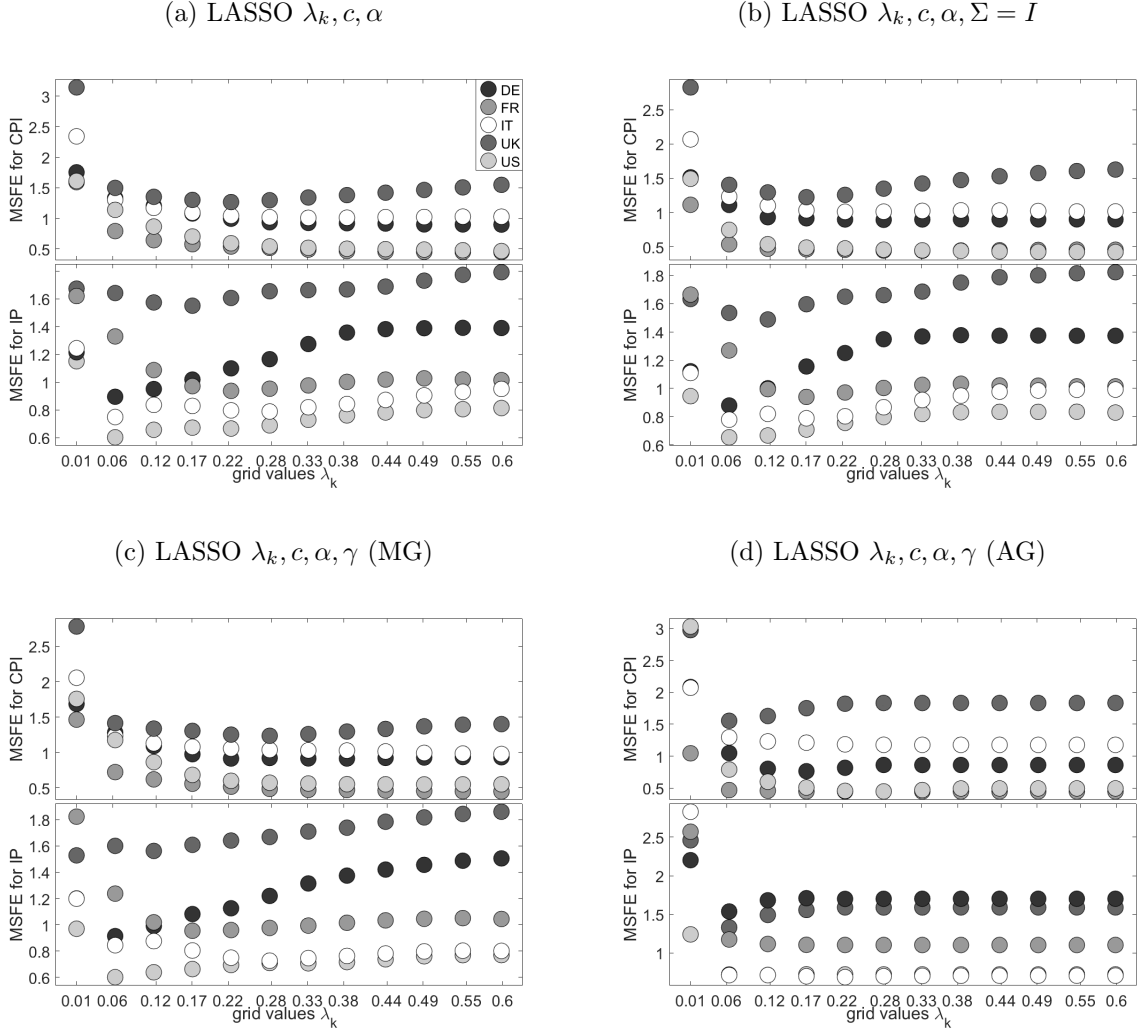 (a) LASSO λk, c, α
MSFE for CPI
3
2.5
2
1.5
1
0.5
DE
FR
IT
UK
US
MSFE for IP
1.6
1.4
1.2
1
0.8
0.6
0.01 0.06 0.12 0.17 0.22 0.28 0.33 0.38 0.44 0.49 0.55 0.6
grid values λk
(b) LASSO λk, c, α, Σ = I
MSFE for CPI
2.5
2
1.5
1
0.5
MSFE for IP
1.8
1.6
1.4
1.2
1
0.8
0.6
0.01 0.06 0.12 0.17 0.22 0.28 0.33 0.38 0.44 0.49 0.55 0.6
grid values λk
(c) LASSO λk, c, α, γ (MG)
MSFE for CPI
2.5
2
1.5
1
0.5
MSFE for IP
1.8
1.6
1.4
1.2
1
0.8
0.6
0.01 0.06 0.12 0.17 0.22 0.28 0.33 0.38 0.44 0.49 0.55 0.6
grid values λk
(d) LASSO λk, c, α, γ (AG)
MSFE for CPI
3
2.5
2
1.5
1
0.5
MSFE for IP
2.5
2
1.5
1
0.01 0.06 0.12 0.17 0.22 0.28 0.33 0.38 0.44 0.49 0.55 0.6
grid values λk